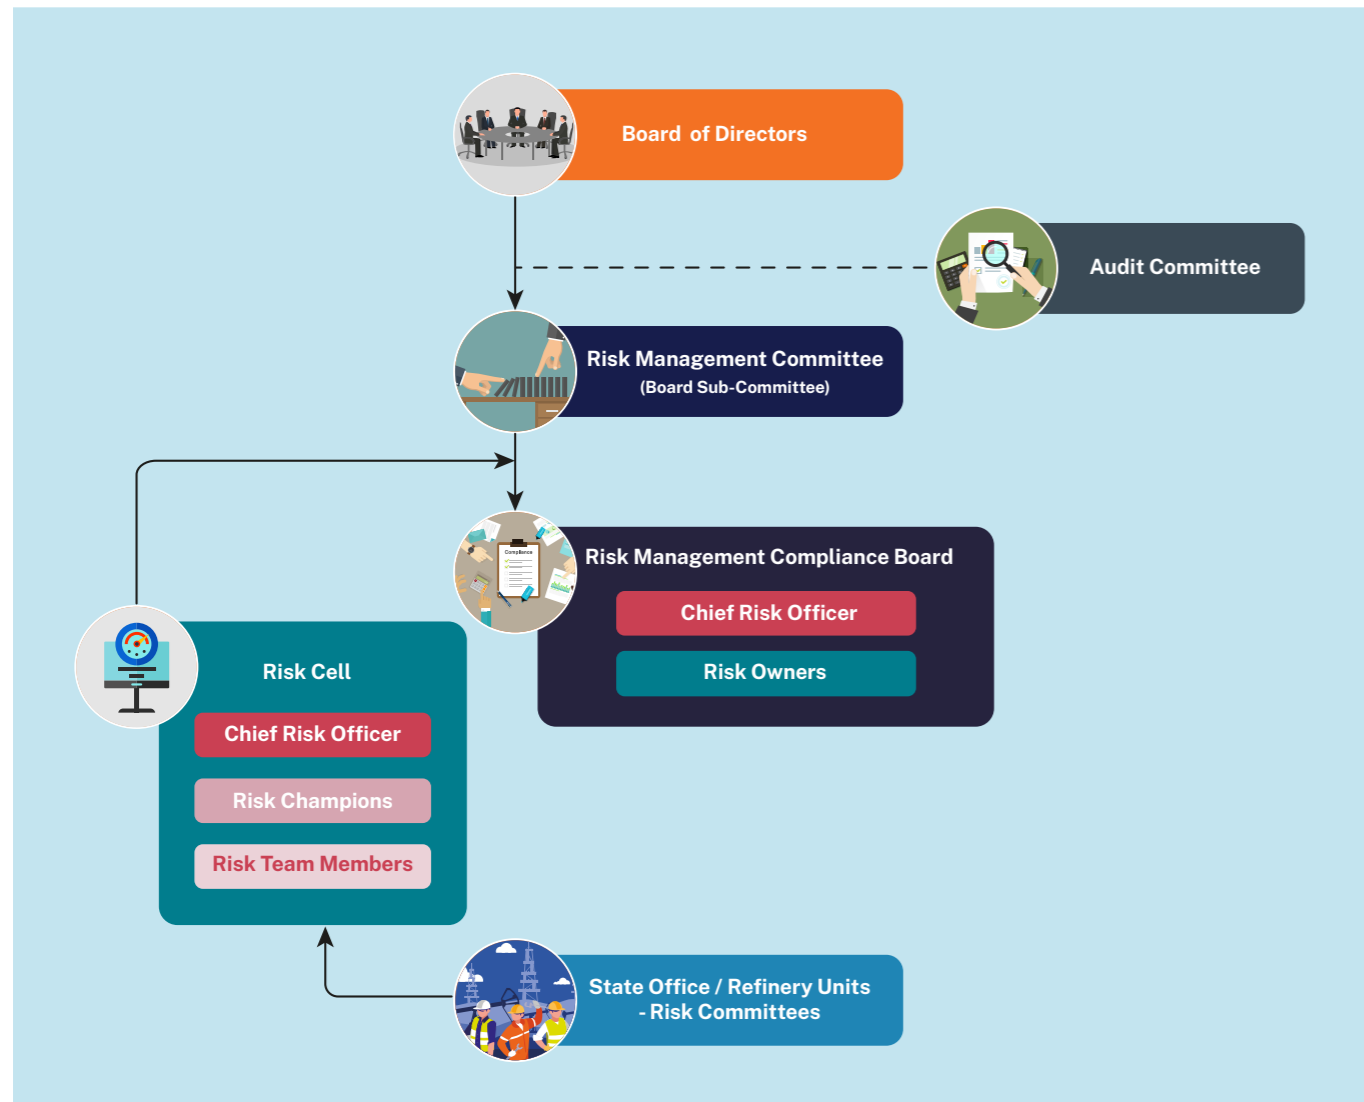 Board of Directors
Audit Committee
Risk Management Committee
(Board Sub-Committee)
Compliance
Risk Management Compliance Board
Chief Risk Officer
Risk Owners
Risk Cell
Chief Risk Officer
Risk Champions
Risk Team Members
State Office / Refinery Units
- Risk Committees